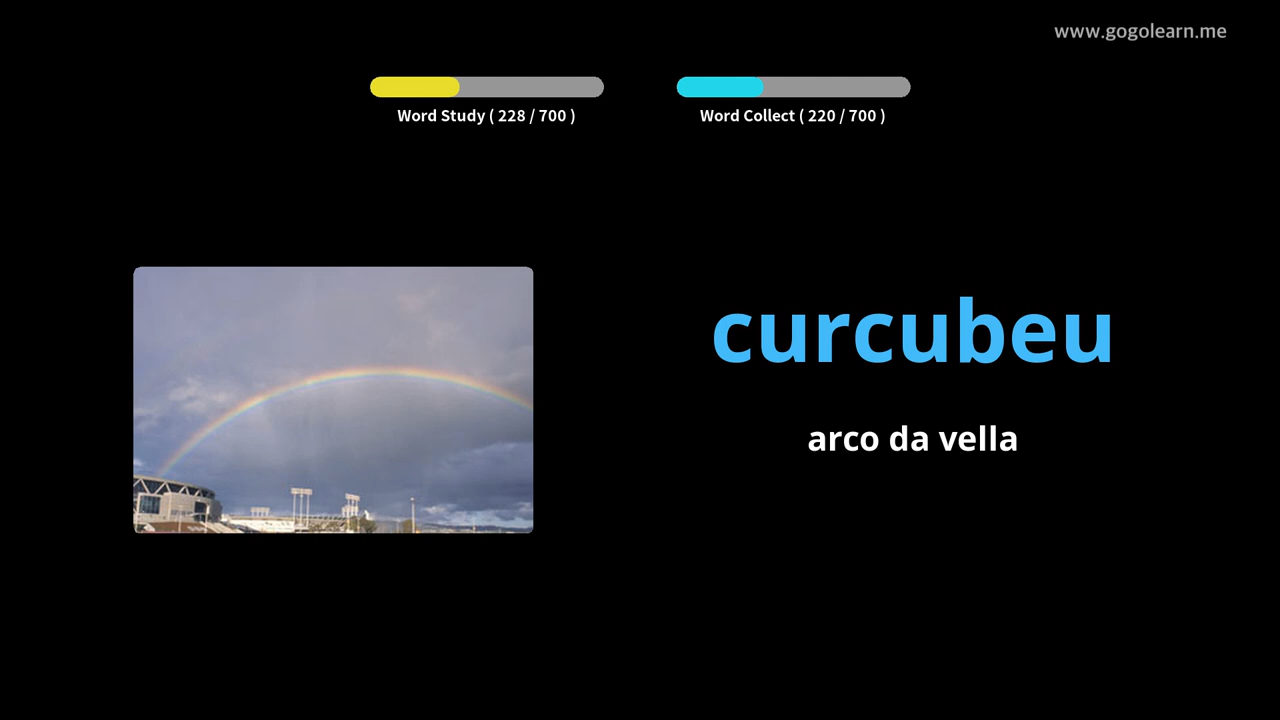 www.gogolearn.me
Word Study ( 228 / 700 )
Word Collect ( 220 / 700 )
curcubeu
arco da vella